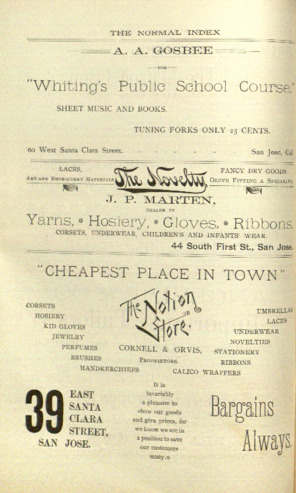 THE NORMAL INDEX
A. A. GOSBEE
FOR
"Whiting's Public School Course."
SHEET MUSIC AND BOOKS.
TUNING FORKS ONLY 25 CENTS.
60 West Santa Clara Street. San Jose, Cal
LACES, ART AND EMBROIDERY MATERIALS
The Novelty,
FANCY DRY GOODS GLOVE FITTING A SPECIALTY
J. P. MARTEN,
DEALER IN
Yarns, * Hosiery, * Gloves, * Ribbons
CORSETS, UNDERWEAR, CHILDREN'S AND INFANTS' WEAR.
44 South First St., San Jose.
"CHEAPEST PLACE IN TOWN"
The Notion Store.
CORSETS
HOSIERY
KID GLOVES
JEWELRY
PERFUMES
BRUSHES
HANDKERCHIEFS
CORNELL & ORVIS,
PROPRIETORS.
UMBRELLAS
LACES
UNDERWEAR
NOVELTIES
STATIONERY
RIBBONS
CALICO WRAPPERS
39 EAST
SANTA
CLARA
STREET,
SAN JOSE.
It is
invariably
a pleasure to
show our goods
and give prices, for
we know we are in
a position to save
our customers
money.
Bargains
Always.